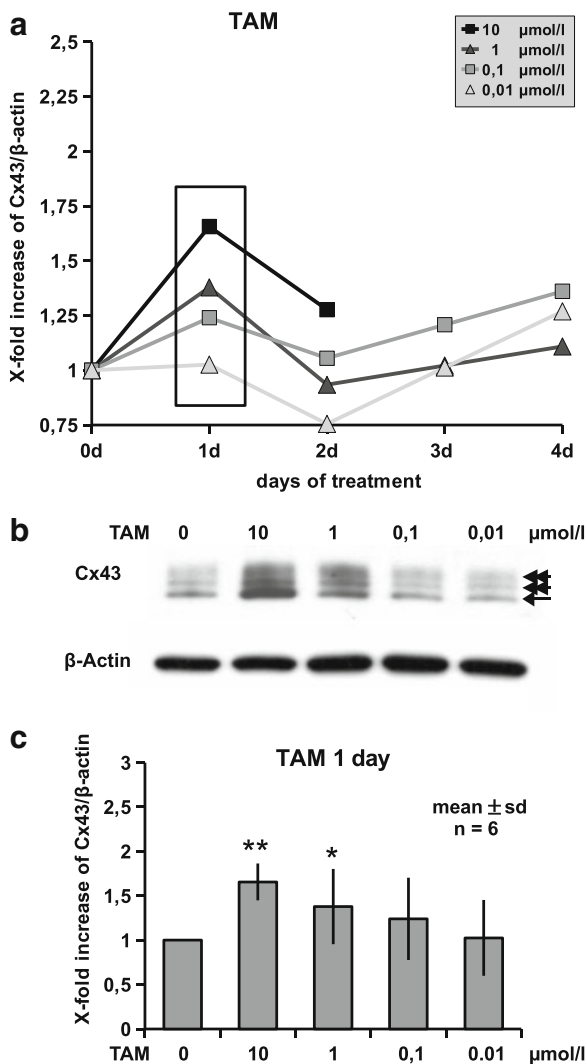 a
TAM
10 µmol/l
1 µmol/l
0,1 µmol/l
0,01 µmol/l
X-fold increase of Cx43/β-actin
2,5
2,25
2
1,75
1,5
1,25
1
0,75
0d 1d 2d 3d 4d
days of treatment
b
TAM 0 10 1 0,1 0,01 µmol/l
Cx43
β-Actin
c
TAM 1 day
X-fold increase of Cx43/β-actin
mean ± sd
n = 6
3
2,5
2
1,5
1
0,5
0
** *
TAM 0 10 1 0,1 0.01 µmol/l